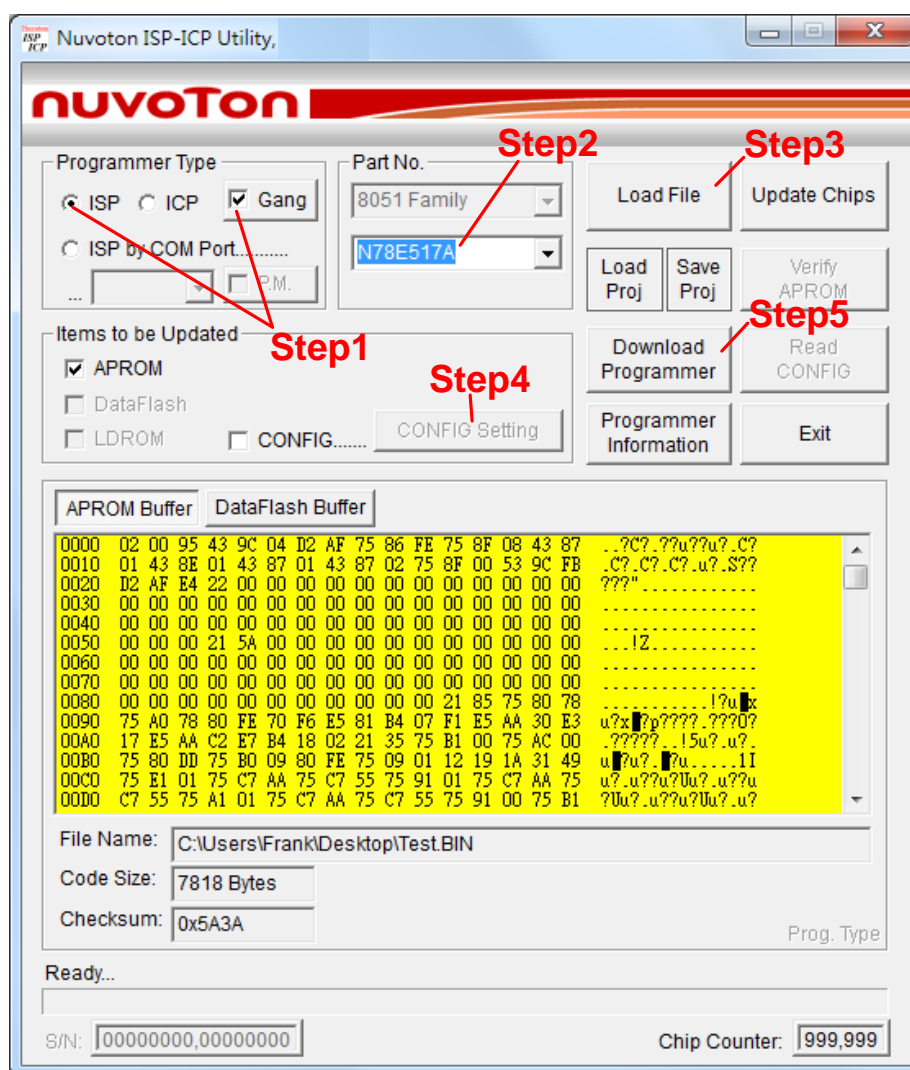 Nuvoton ISP-ICP Utility,
nuvoTon
Programmer Type
ISP ICP Gang
ISP by COM Port...........
... P.M.
Step1
Part No.
8051 Family
N78E517A
Step2
Load File
Step3
Update Chips
Load Proj
Save Proj
Verify APROM
Items to be Updated
APROM
DataFlash
LDROM CONFIG....... CONFIG Setting
Step4
Download Programmer
Step5
Read CONFIG
Programmer Information
Exit
APROM Buffer DataFlash Buffer
0000 02 00 95 43 9C 04 D2 AF 75 86 FE 75 8F 08 43 87 ..?C?.??u??u?.C?
0010 01 43 8E 01 43 87 01 43 87 02 75 8F 00 53 9C FB .C?.C?.C?.u?.S??
0020 D2 AF E4 22 00 00 00 00 00 00 00 00 00 00 00 00 ???"............
0030 00 00 00 00 00 00 00 00 00 00 00 00 00 00 00 00 ................
0040 00 00 00 00 00 00 00 00 00 00 00 00 00 00 00 00 ................
0050 00 00 00 21 5A 00 00 00 00 00 00 00 00 00 00 00 ...!Z...........
0060 00 00 00 00 00 00 00 00 00 00 00 00 00 00 00 00 ................
0070 00 00 00 00 00 00 00 00 00 00 00 00 00 00 00 00 ................
0080 00 00 00 00 00 00 00 00 00 00 00 21 85 75 80 78 ...........!?u x
0090 75 A0 78 80 FE 70 F6 E5 81 B4 07 F1 E5 AA 30 E3 u?x ?p????.???0?
00A0 17 E5 AA C2 E7 B4 18 02 21 35 75 B1 00 75 AC 00 .?????..!5u?.u?.
00B0 75 80 DD 75 B0 09 80 FE 75 09 01 12 19 1A 31 49 u ?u?. ?u.....1I
00C0 75 E1 01 75 C7 AA 75 C7 55 75 91 01 75 C7 AA 75 u?.u??u?Uu?.u??u
00D0 C7 55 75 A1 01 75 C7 AA 75 C7 55 75 91 00 75 B1 ?Uu?.u??u?Uu?.u?
File Name: C:\Users\Frank\Desktop\Test.BIN
Code Size: 7818 Bytes
Checksum: 0x5A3A
Prog. Type
Ready...
S/N: 00000000,00000000
Chip Counter: 999,999